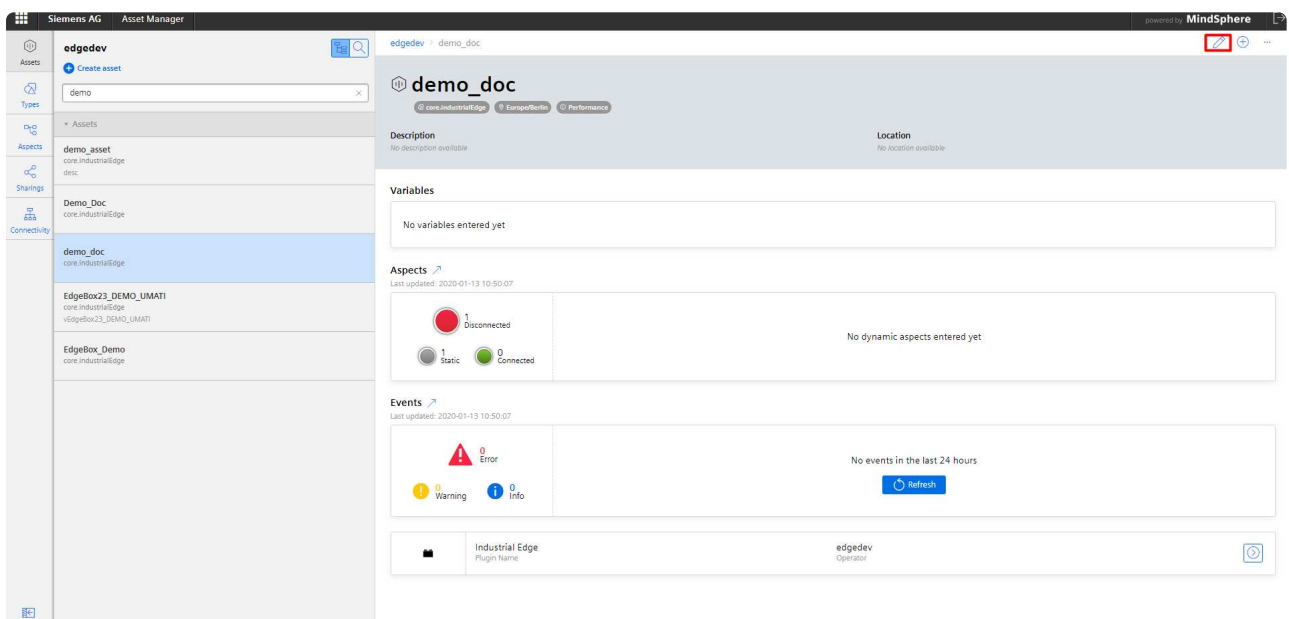 Siemens AG Asset Manager
powered by MindSphere
Assets
Types
Aspects
Sharings
Connectivity
edgedev
Create asset
demo
Assets
demo_asset
core.industrialEdge
desc
Demo_Doc
core.industrialEdge
demo_doc
core.industrialEdge
EdgeBox23_DEMO_UMATI
core.industrialEdge
vEdgeBox23_DEMO_UMATI
EdgeBox_Demo
core.industrialEdge
edgedev > demo_doc
demo_doc
core.industrialEdge Europe/Berlin Performance
Description
No description available
Location
No location available
Variables
No variables entered yet
Aspects
Last updated: 2020-01-13 10:50:07
1
Disconnected
1
Static
0
Connected
No dynamic aspects entered yet
Events
Last updated: 2020-01-13 10:50:07
0
Error
0
Warning
0
Info
No events in the last 24 hours
Refresh
Industrial Edge
Plugin Name
edgedev
Operator